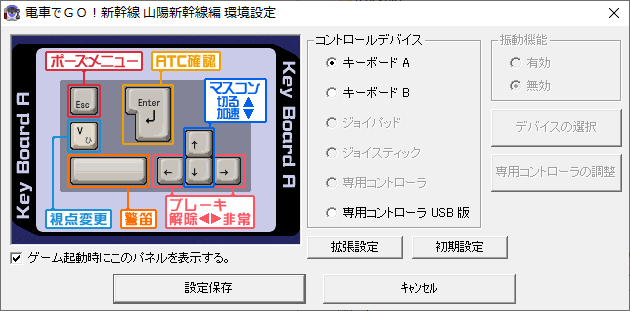 電車でＧＯ！新幹線 山陽新幹線編 環境設定
ポーズメニュー
ATC確認
マスコン
切る
加速
Esc
Enter
V
ひ
視点変更
警笛
ブレーキ
解除
非常
Key Board A
Key Board A
コントロールデバイス
キーボード A
キーボード B
ジョイパッド
ジョイスティック
専用コントローラ
専用コントローラ USB 版
振動機能
有効
無効
デバイスの選択
専用コントローラの調整
拡張設定
初期設定
ゲーム起動時にこのパネルを表示する。
設定保存
キャンセル